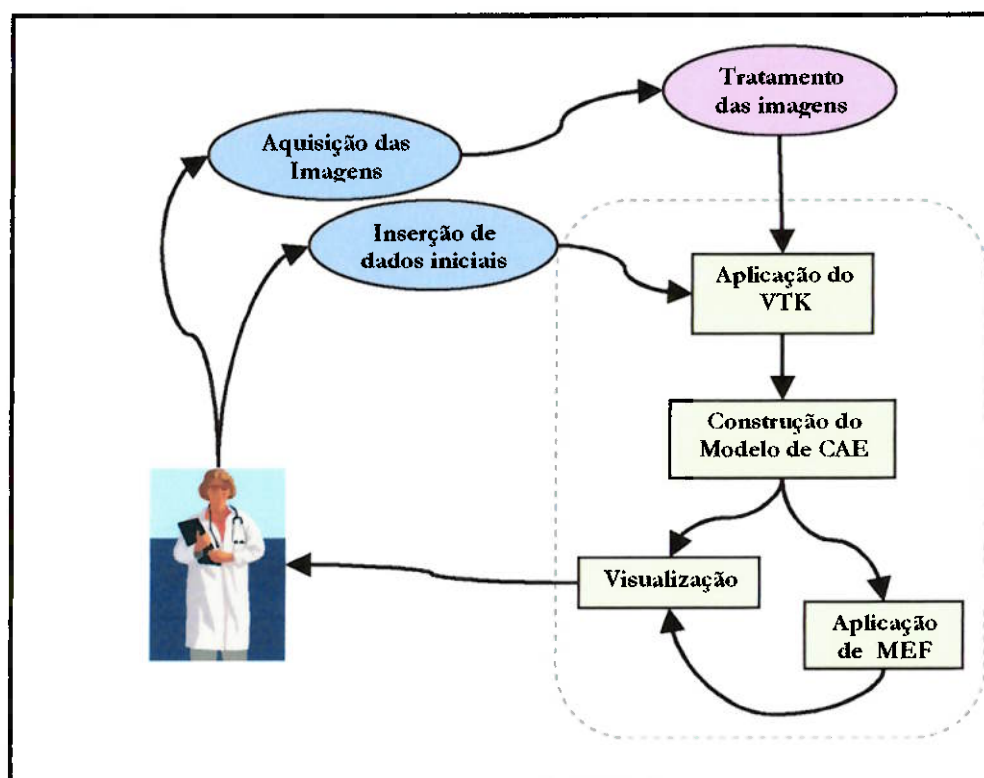 Tratamento
das imagens
Aquisição das
Imagens
Inserção de
dados iniciais
Aplicação do
VTK
Construção do
Modelo de CAE
Visualização
Aplicação
de MEF